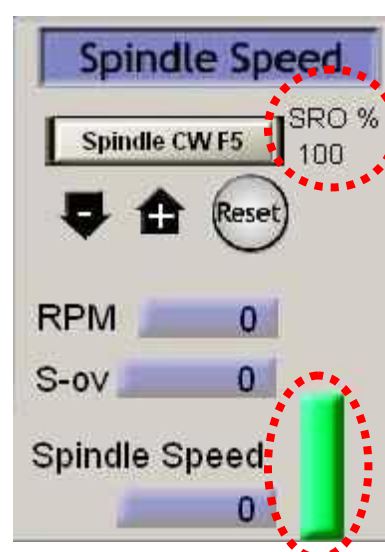 Spindle Speed
SRO %
Spindle CW F5
100
- + Reset
RPM 0
S-ov 0
Spindle Speed
0